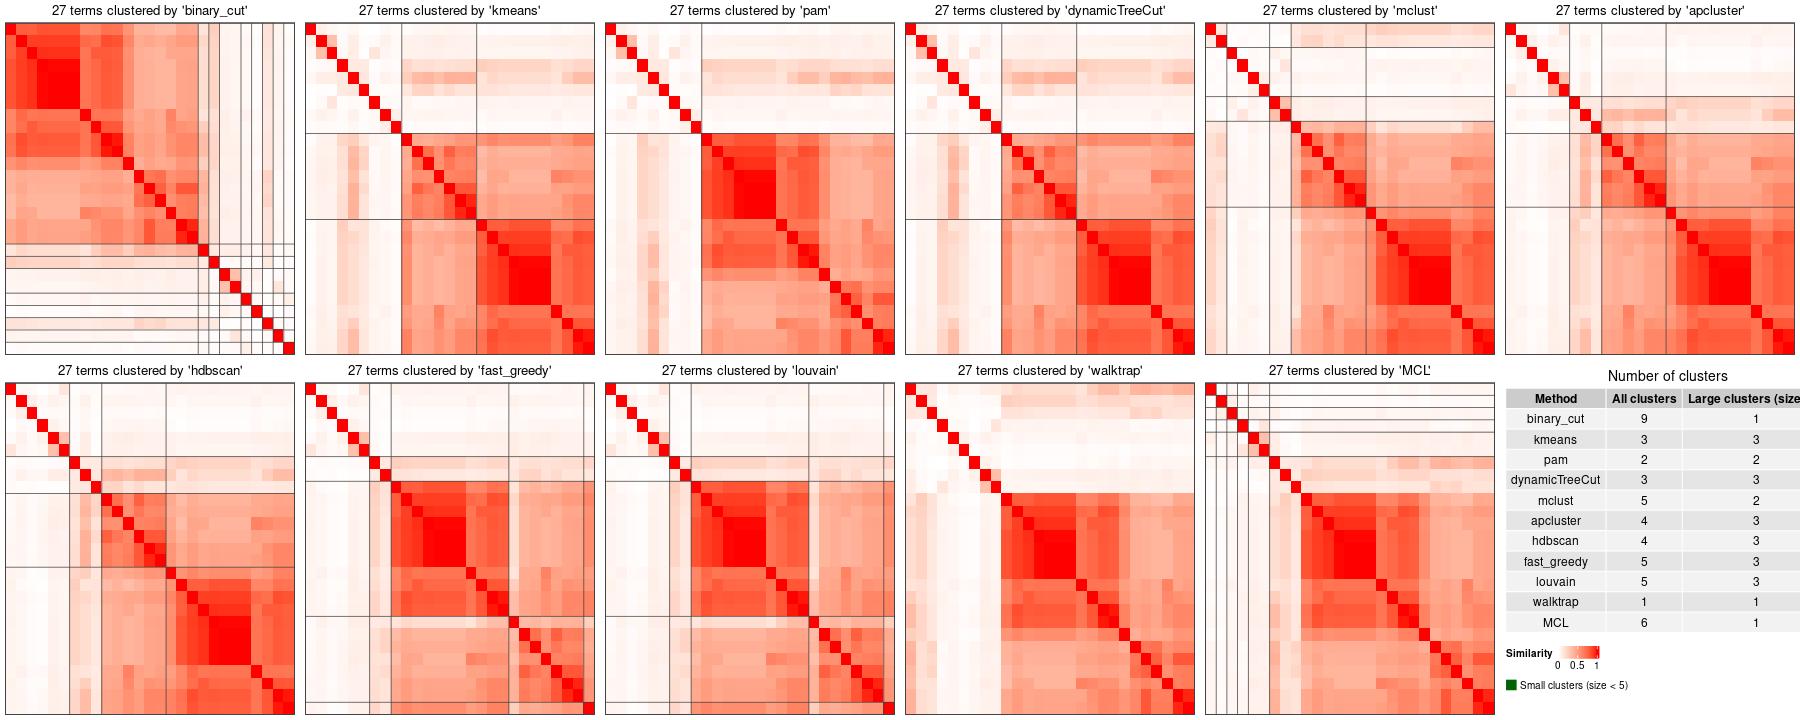 27 terms clustered by 'binary_cut'
27 terms clustered by 'kmeans'
27 terms clustered by 'pam'
27 terms clustered by 'dynamicTreeCut'
27 terms clustered by 'mclust'
27 terms clustered by 'apcluster'
27 terms clustered by 'hdbscan'
27 terms clustered by 'fast_greedy'
27 terms clustered by 'louvain'
27 terms clustered by 'walktrap'
27 terms clustered by 'MCL'
Number of clusters
Method All clusters Large clusters (size
binary_cut 9 1
kmeans 3 3
pam 2 2
dynamicTreeCut 3 3
mclust 5 2
apcluster 4 3
hdbscan 4 3
fast_greedy 5 3
louvain 5 3
walktrap 1 1
MCL 6 1
Similarity
0 0.5 1
Small clusters (size < 5)